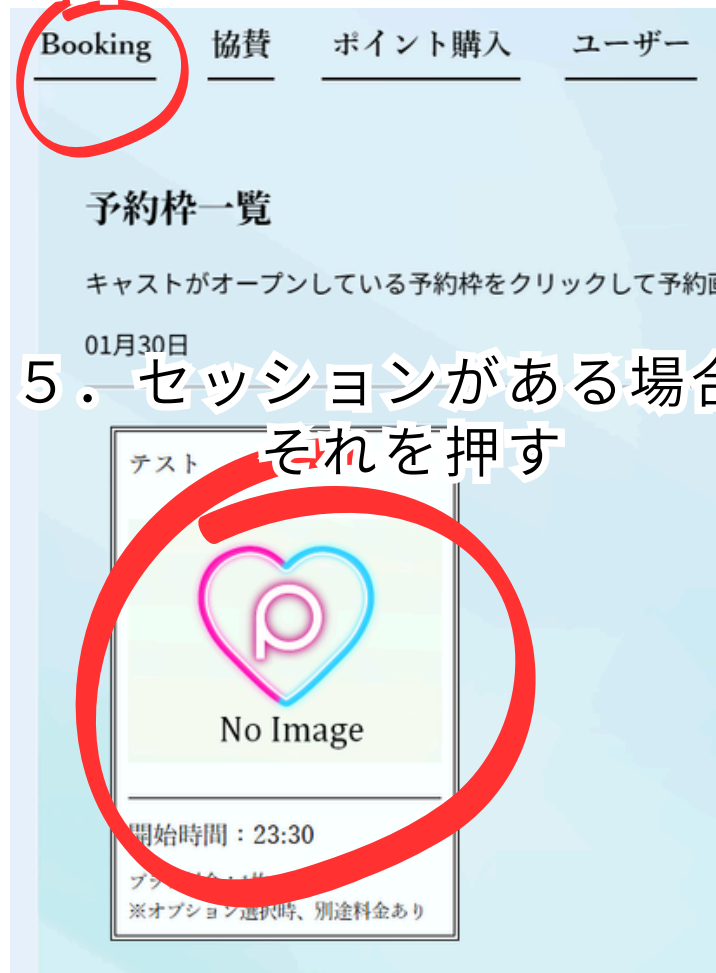 Booking 協賛 ポイント購入 ユーザー
予約枠一覧
キャストがオープンしている予約枠をクリックして予約
01月30日
５．セッションがある場合
それを押す
テスト
No Image
開始時間：23:30
※オプション選択時、別途料金あり